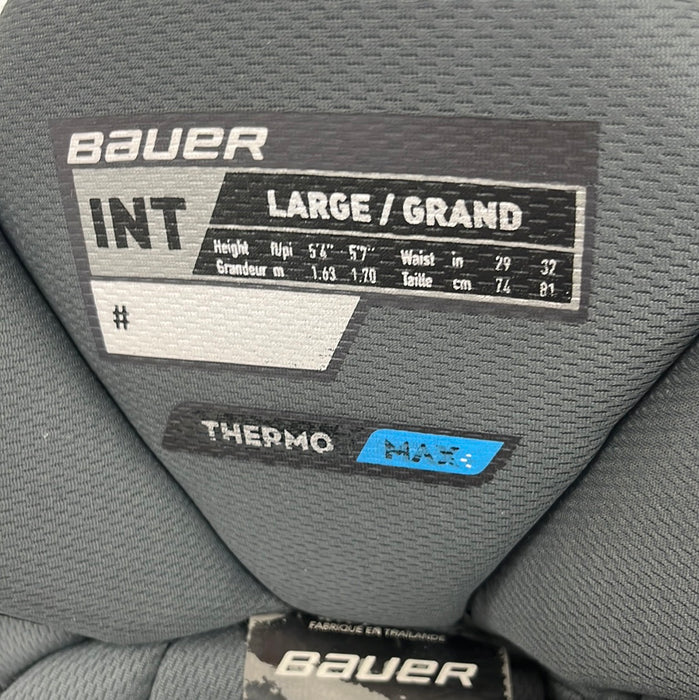 BAUER
INT
LARGE / GRAND
Height ft/pi 5'4" 5'7" Waist in 29 32
Grandeur m 1.63 1.70 Taille cm 74 81
#
THERMO MAX
FABRIQUÉ EN THAÏLANDE
BAUER